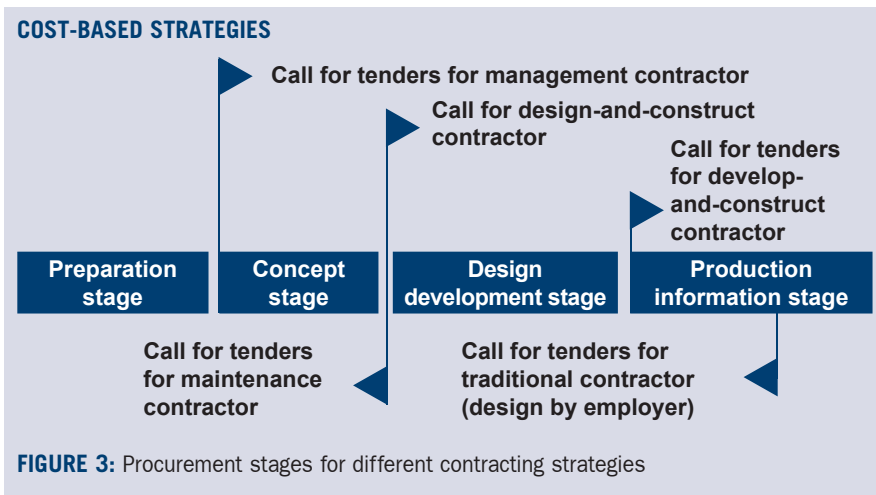 COST-BASED STRATEGIES
Call for tenders for management contractor
Call for design-and-construct
contractor
Call for tenders
for develop-
and-construct
contractor
Preparation
stage
Concept
stage
Design
development stage
Production
information stage
Call for tenders
for maintenance
contractor
Call for tenders for
traditional contractor
(design by employer)
FIGURE 3: Procurement stages for different contracting strategies